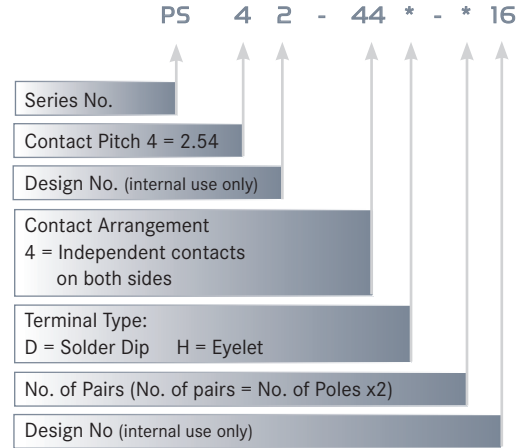 PS 4 2 - 44 * - * 16
Series No.
Contact Pitch 4 = 2.54
Design No. (internal use only)
Contact Arrangement
4 = Independent contacts
on both sides
Terminal Type:
D = Solder Dip H = Eyelet
No. of Pairs (No. of pairs = No. of Poles x2)
Design No (internal use only)